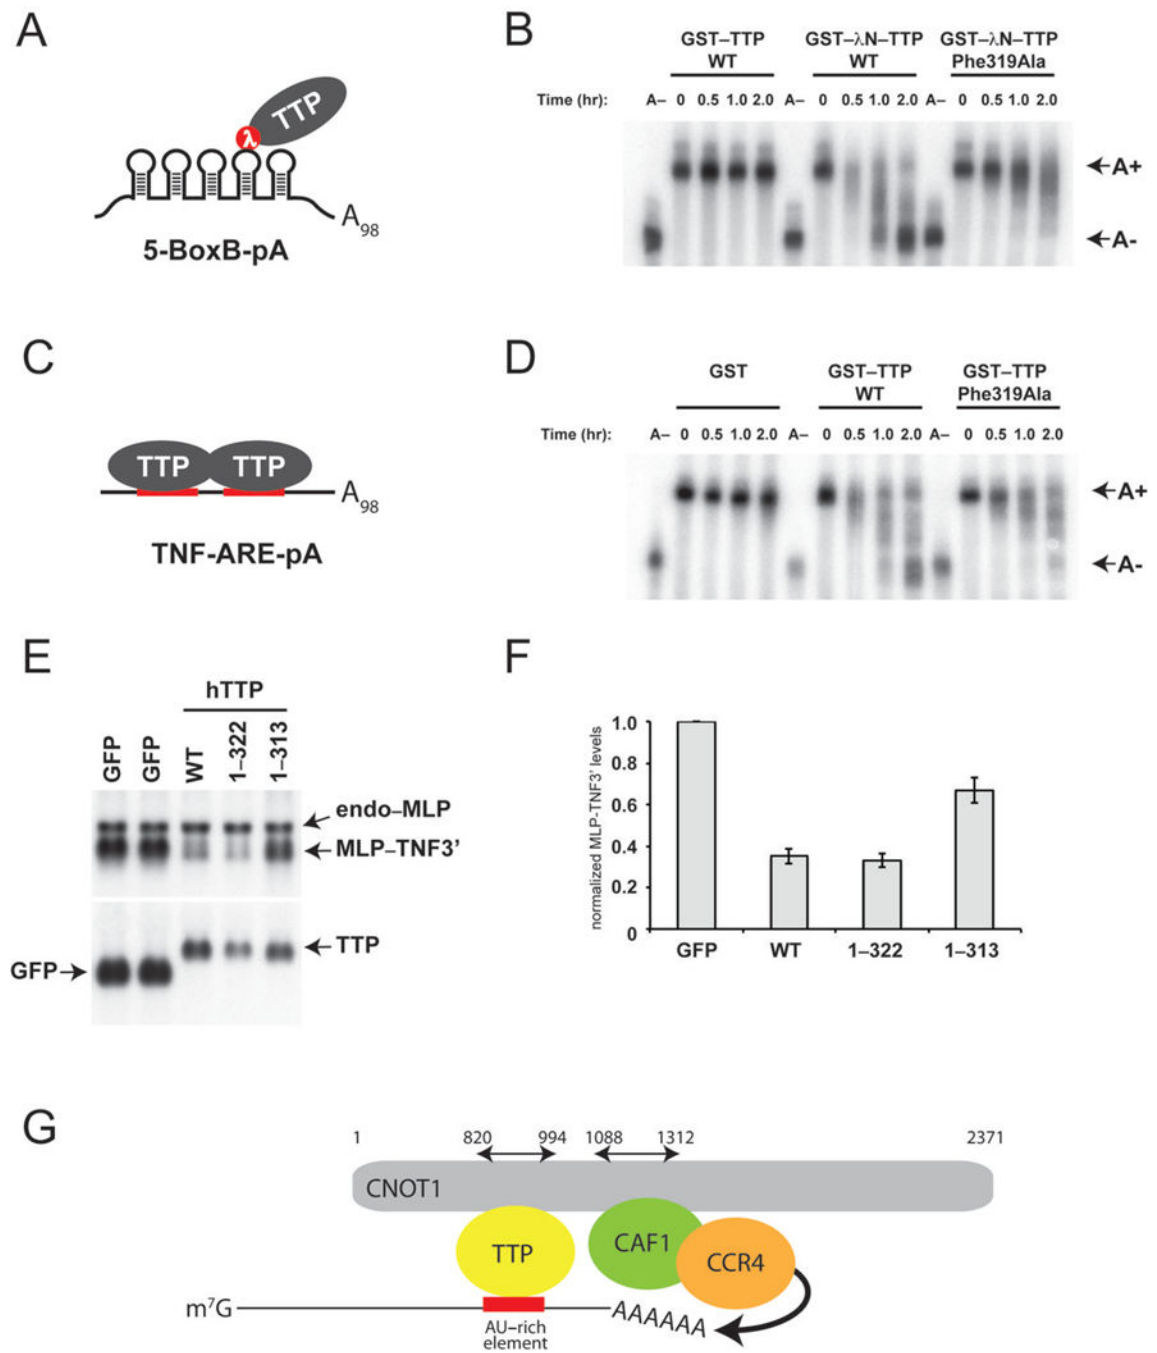 A
λ
TTP
A98
5-BoxB-pA
B
GST–TTP WT
GST–λN–TTP WT
GST–λN–TTP Phe319Ala
Time (hr): A– 0 0.5 1.0 2.0 A– 0 0.5 1.0 2.0 A– 0 0.5 1.0 2.0
A+
A-
C
TTP TTP
A98
TNF-ARE-pA
D
GST
GST–TTP WT
GST–TTP Phe319Ala
Time (hr): A– 0 0.5 1.0 2.0 A– 0 0.5 1.0 2.0 A– 0 0.5 1.0 2.0
A+
A-
E
hTTP
GFP GFP WT 1–322 1–313
endo–MLP
MLP–TNF3'
TTP
GFP
F
normalized MLP-TNF3' levels
1.0
0.8
0.6
0.4
0.2
0
GFP WT 1–322 1–313
G
1 820 994 1088 1312 2371
CNOT1
TTP
CAF1
CCR4
m7G
AAAAAA
AU–rich
element